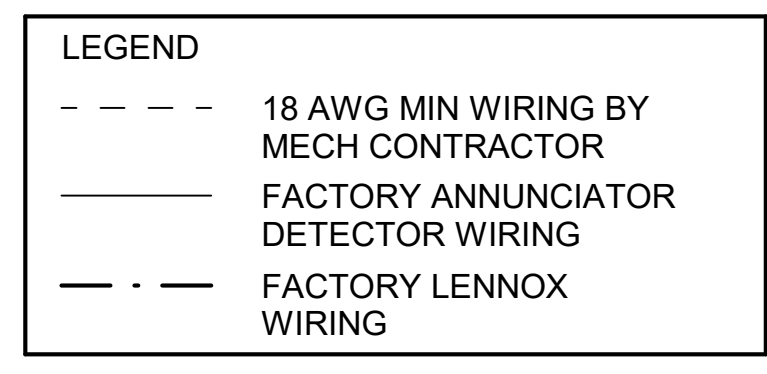 LEGEND
18 AWG MIN WIRING BY
MECH CONTRACTOR
FACTORY ANNUNCIATOR
DETECTOR WIRING
FACTORY LENNOX
WIRING